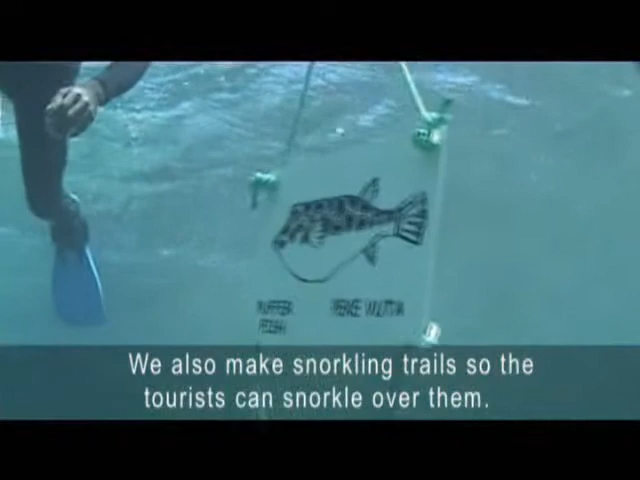 PUFFER
FISH
We also make snorkling trails so the
tourists can snorkle over them.